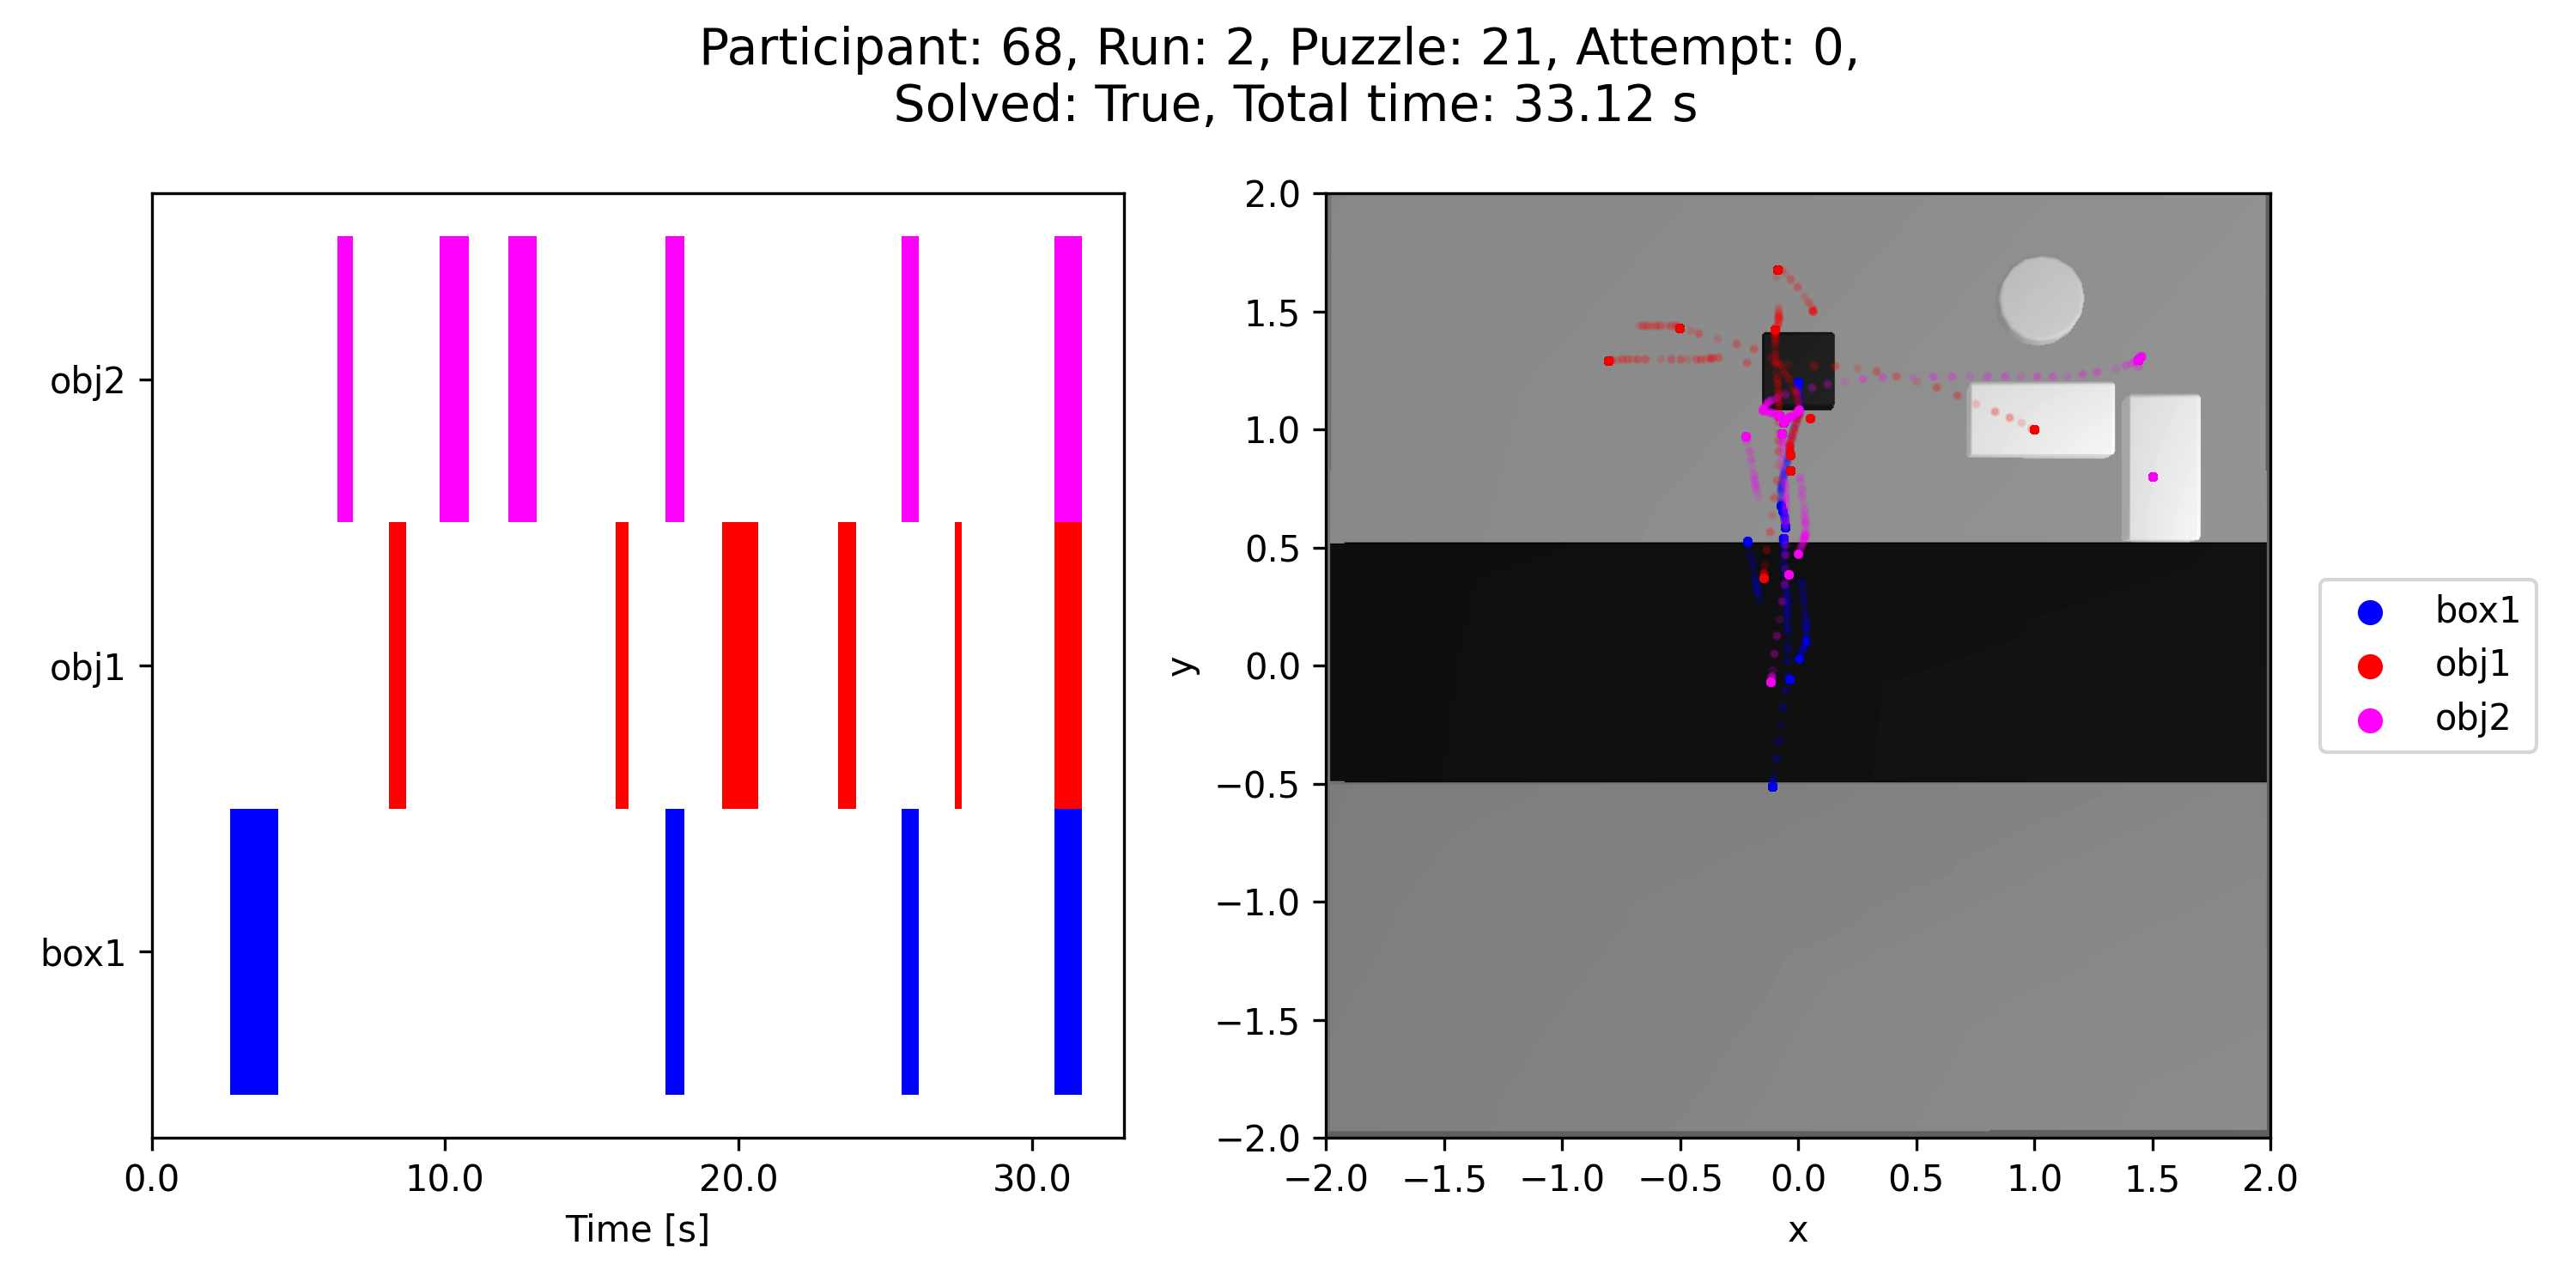 Participant: 68, Run: 2, Puzzle: 21, Attempt: 0,
Solved: True, Total time: 33.12 s
obj2
obj1
box1
0.0 10.0 20.0 30.0
Time [s]
2.0
1.5
1.0
0.5
0.0
−0.5
−1.0
−1.5
−2.0
y
−2.0 −1.5 −1.0 −0.5 0.0 0.5 1.0 1.5 2.0
x
box1
obj1
obj2